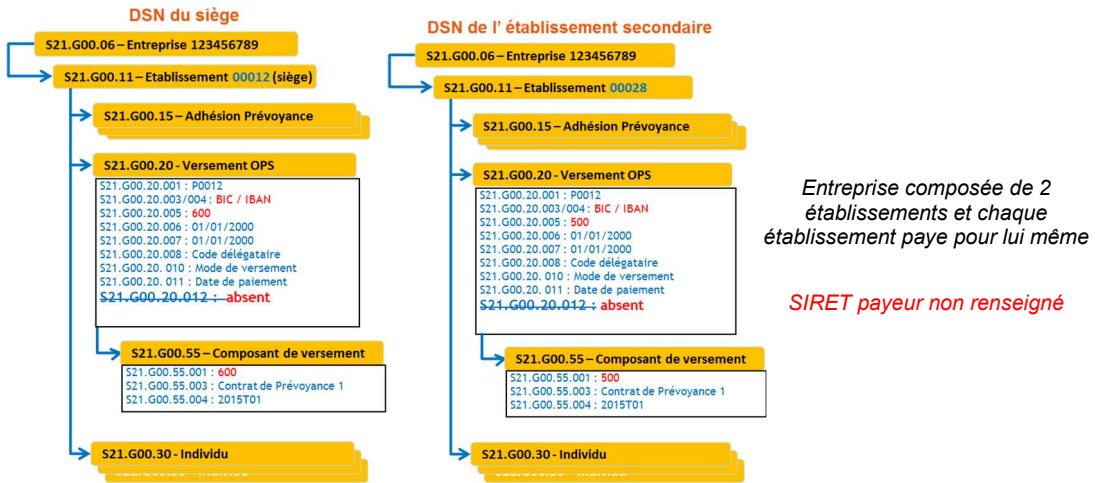 DSN du siège
S21.G00.06 – Entreprise 123456789
S21.G00.11 – Etablissement 00012 (siège)
S21.G00.15 – Adhésion Prévoyance
S21.G00.20 - Versement OPS
S21.G00.20.001 : P0012
S21.G00.20.003/004 : BIC / IBAN
S21.G00.20.005 : 600
S21.G00.20.006 : 01/01/2000
S21.G00.20.007 : 01/01/2000
S21.G00.20.008 : Code délégataire
S21.G00.20. 010 : Mode de versement
S21.G00.20. 011 : Date de paiement
S21.G00.20.012 : absent
S21.G00.55 – Composant de versement
S21.G00.55.001 : 600
S21.G00.55.003 : Contrat de Prévoyance 1
S21.G00.55.004 : 2015T01
S21.G00.30 - Individu
DSN de l' établissement secondaire
S21.G00.06 – Entreprise 123456789
S21.G00.11 – Etablissement 00028
S21.G00.15 – Adhésion Prévoyance
S21.G00.20 - Versement OPS
S21.G00.20.001 : P0012
S21.G00.20.003/004 : BIC / IBAN
S21.G00.20.005 : 500
S21.G00.20.006 : 01/01/2000
S21.G00.20.007 : 01/01/2000
S21.G00.20.008 : Code délégataire
S21.G00.20. 010 : Mode de versement
S21.G00.20. 011 : Date de paiement
S21.G00.20.012 : absent
S21.G00.55 – Composant de versement
S21.G00.55.001 : 500
S21.G00.55.003 : Contrat de Prévoyance 1
S21.G00.55.004 : 2015T01
S21.G00.30 - Individu
Entreprise composée de 2
établissements et chaque
établissement paye pour lui même
SIRET payeur non renseigné